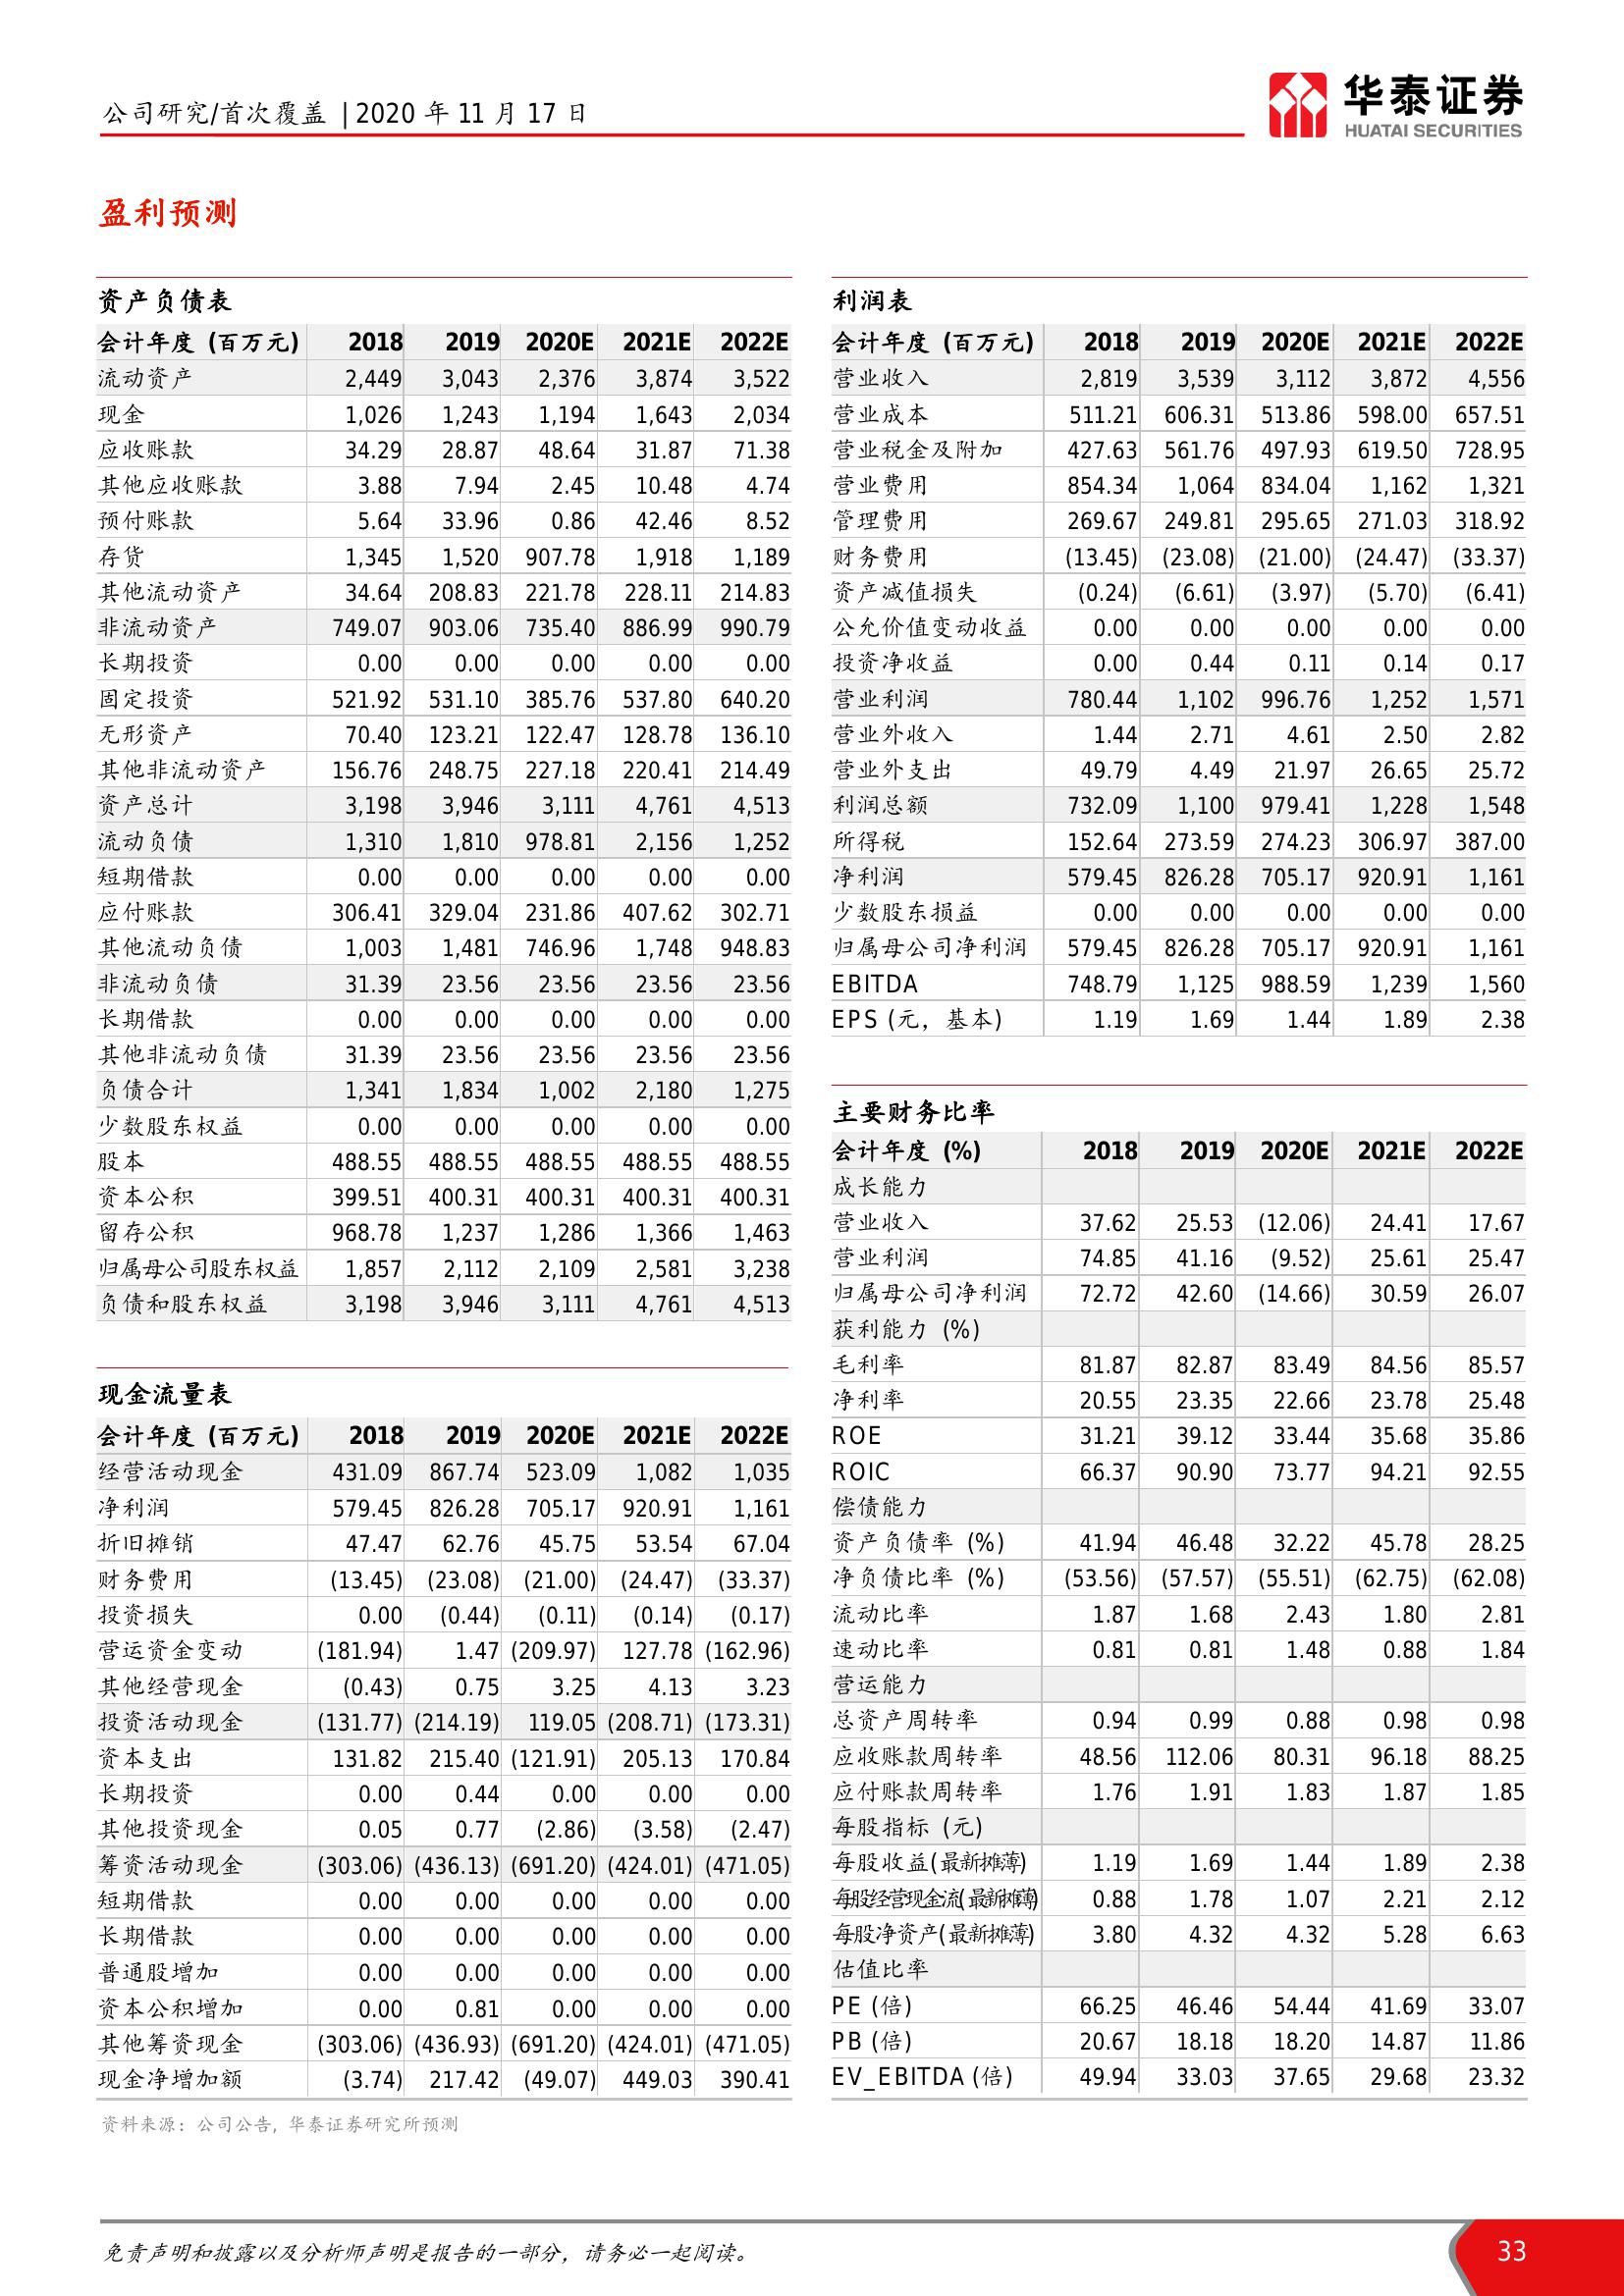 公司研究/首次覆盖 | 2020 年 11 月 17 日
华泰证券
HUATAI SECURITIES
盈利预测
资产负债表
会计年度 (百万元) 2018 2019 2020E 2021E 2022E
流动资产 2,449 3,043 2,376 3,874 3,522
现金 1,026 1,243 1,194 1,643 2,034
应收账款 34.29 28.87 48.64 31.87 71.38
其他应收账款 3.88 7.94 2.45 10.48 4.74
预付账款 5.64 33.96 0.86 42.46 8.52
存货 1,345 1,520 907.78 1,918 1,189
其他流动资产 34.64 208.83 221.78 228.11 214.83
非流动资产 749.07 903.06 735.40 886.99 990.79
长期投资 0.00 0.00 0.00 0.00 0.00
固定投资 521.92 531.10 385.76 537.80 640.20
无形资产 70.40 123.21 122.47 128.78 136.10
其他非流动资产 156.76 248.75 227.18 220.41 214.49
资产总计 3,198 3,946 3,111 4,761 4,513
流动负债 1,310 1,810 978.81 2,156 1,252
短期借款 0.00 0.00 0.00 0.00 0.00
应付账款 306.41 329.04 231.86 407.62 302.71
其他流动负债 1,003 1,481 746.96 1,748 948.83
非流动负债 31.39 23.56 23.56 23.56 23.56
长期借款 0.00 0.00 0.00 0.00 0.00
其他非流动负债 31.39 23.56 23.56 23.56 23.56
负债合计 1,341 1,834 1,002 2,180 1,275
少数股东权益 0.00 0.00 0.00 0.00 0.00
股本 488.55 488.55 488.55 488.55 488.55
资本公积 399.51 400.31 400.31 400.31 400.31
留存公积 968.78 1,237 1,286 1,366 1,463
归属母公司股东权益 1,857 2,112 2,109 2,581 3,238
负债和股东权益 3,198 3,946 3,111 4,761 4,513
现金流量表
会计年度 (百万元) 2018 2019 2020E 2021E 2022E
经营活动现金 431.09 867.74 523.09 1,082 1,035
净利润 579.45 826.28 705.17 920.91 1,161
折旧摊销 47.47 62.76 45.75 53.54 67.04
财务费用 (13.45) (23.08) (21.00) (24.47) (33.37)
投资损失 0.00 (0.44) (0.11) (0.14) (0.17)
营运资金变动 (181.94) 1.47 (209.97) 127.78 (162.96)
其他经营现金 (0.43) 0.75 3.25 4.13 3.23
投资活动现金 (131.77) (214.19) 119.05 (208.71) (173.31)
资本支出 131.82 215.40 (121.91) 205.13 170.84
长期投资 0.00 0.44 0.00 0.00 0.00
其他投资现金 0.05 0.77 (2.86) (3.58) (2.47)
筹资活动现金 (303.06) (436.13) (691.20) (424.01) (471.05)
短期借款 0.00 0.00 0.00 0.00 0.00
长期借款 0.00 0.00 0.00 0.00 0.00
普通股增加 0.00 0.00 0.00 0.00 0.00
资本公积增加 0.00 0.81 0.00 0.00 0.00
其他筹资现金 (303.06) (436.93) (691.20) (424.01) (471.05)
现金净增加额 (3.74) 217.42 (49.07) 449.03 390.41
资料来源：公司公告, 华泰证券研究所预测
利润表
会计年度 (百万元) 2018 2019 2020E 2021E 2022E
营业收入 2,819 3,539 3,112 3,872 4,556
营业成本 511.21 606.31 513.86 598.00 657.51
营业税金及附加 427.63 561.76 497.93 619.50 728.95
营业费用 854.34 1,064 834.04 1,162 1,321
管理费用 269.67 249.81 295.65 271.03 318.92
财务费用 (13.45) (23.08) (21.00) (24.47) (33.37)
资产减值损失 (0.24) (6.61) (3.97) (5.70) (6.41)
公允价值变动收益 0.00 0.00 0.00 0.00 0.00
投资净收益 0.00 0.44 0.11 0.14 0.17
营业利润 780.44 1,102 996.76 1,252 1,571
营业外收入 1.44 2.71 4.61 2.50 2.82
营业外支出 49.79 4.49 21.97 26.65 25.72
利润总额 732.09 1,100 979.41 1,228 1,548
所得税 152.64 273.59 274.23 306.97 387.00
净利润 579.45 826.28 705.17 920.91 1,161
少数股东损益 0.00 0.00 0.00 0.00 0.00
归属母公司净利润 579.45 826.28 705.17 920.91 1,161
EBITDA 748.79 1,125 988.59 1,239 1,560
EPS (元，基本) 1.19 1.69 1.44 1.89 2.38
主要财务比率
会计年度 (%) 2018 2019 2020E 2021E 2022E
成长能力
营业收入 37.62 25.53 (12.06) 24.41 17.67
营业利润 74.85 41.16 (9.52) 25.61 25.47
归属母公司净利润 72.72 42.60 (14.66) 30.59 26.07
获利能力 (%)
毛利率 81.87 82.87 83.49 84.56 85.57
净利率 20.55 23.35 22.66 23.78 25.48
ROE 31.21 39.12 33.44 35.68 35.86
ROIC 66.37 90.90 73.77 94.21 92.55
偿债能力
资产负债率 (%) 41.94 46.48 32.22 45.78 28.25
净负债比率 (%) (53.56) (57.57) (55.51) (62.75) (62.08)
流动比率 1.87 1.68 2.43 1.80 2.81
速动比率 0.81 0.81 1.48 0.88 1.84
营运能力
总资产周转率 0.94 0.99 0.88 0.98 0.98
应收账款周转率 48.56 112.06 80.31 96.18 88.25
应付账款周转率 1.76 1.91 1.83 1.87 1.85
每股指标 (元)
每股收益(最新摊薄) 1.19 1.69 1.44 1.89 2.38
每股经营现金流(最新摊薄) 0.88 1.78 1.07 2.21 2.12
每股净资产(最新摊薄) 3.80 4.32 4.32 5.28 6.63
估值比率
PE (倍) 66.25 46.46 54.44 41.69 33.07
PB (倍) 20.67 18.18 18.20 14.87 11.86
EV_EBITDA (倍) 49.94 33.03 37.65 29.68 23.32
免责声明和披露以及分析师声明是报告的一部分，请务必一起阅读。
33